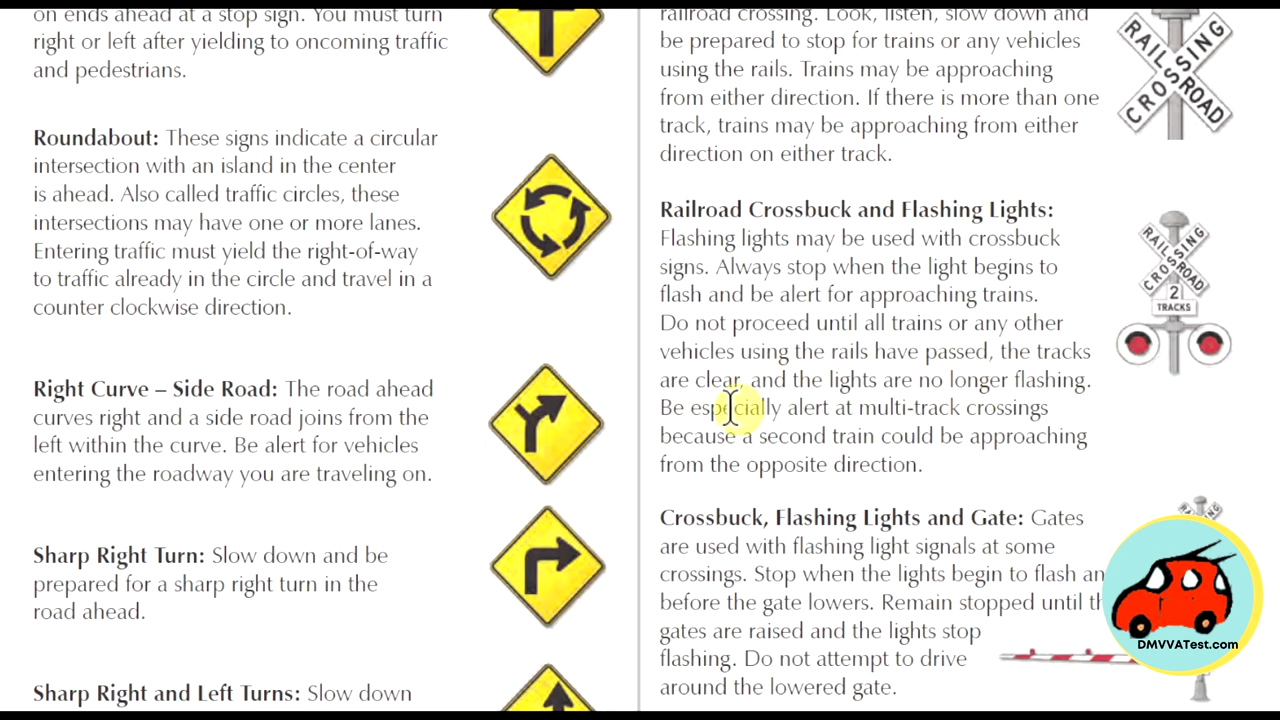 on ends ahead at a stop sign. You must turn
right or left after yielding to oncoming traffic
and pedestrians.
Roundabout: These signs indicate a circular
intersection with an island in the center
is ahead. Also called traffic circles, these
intersections may have one or more lanes.
Entering traffic must yield the right-of-way
to traffic already in the circle and travel in a
counter clockwise direction.
Right Curve – Side Road: The road ahead
curves right and a side road joins from the
left within the curve. Be alert for vehicles
entering the roadway you are traveling on.
Sharp Right Turn: Slow down and be
prepared for a sharp right turn in the
road ahead.
Sharp Right and Left Turns: Slow down
railroad crossing. Look, listen, slow down and
be prepared to stop for trains or any vehicles
using the rails. Trains may be approaching
from either direction. If there is more than one
track, trains may be approaching from either
direction on either track.
RAILROAD
CROSSING
Railroad Crossbuck and Flashing Lights:
Flashing lights may be used with crossbuck
signs. Always stop when the light begins to
flash and be alert for approaching trains.
Do not proceed until all trains or any other
vehicles using the rails have passed, the tracks
are clear, and the lights are no longer flashing.
Be especially alert at multi-track crossings
because a second train could be approaching
from the opposite direction.
RAILROAD
CROSSING
2
TRACKS
Crossbuck, Flashing Lights and Gate: Gates
are used with flashing light signals at some
crossings. Stop when the lights begin to flash an
before the gate lowers. Remain stopped until th
gates are raised and the lights stop
flashing. Do not attempt to drive
around the lowered gate.
DMVVATest.com